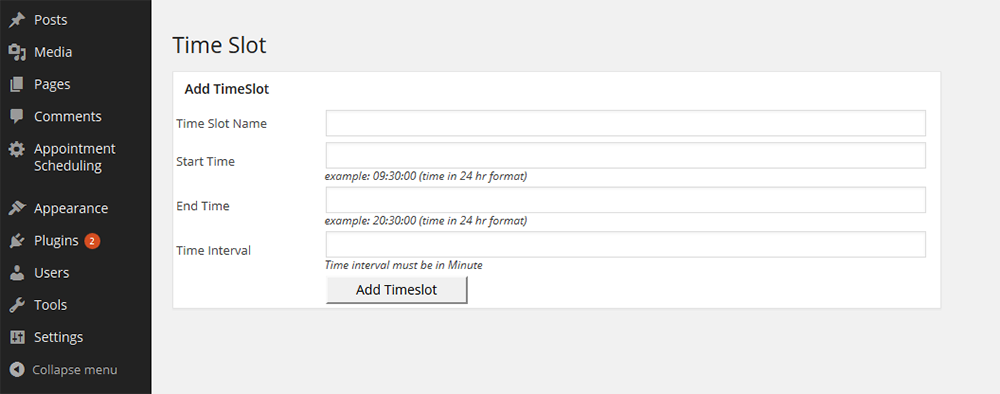 Posts
Media
Pages
Comments
Appointment
Scheduling
Appearance
Plugins 2
Users
Tools
Settings
Collapse menu
Time Slot
Add TimeSlot
Time Slot Name
Start Time
example: 09:30:00 (time in 24 hr format)
End Time
example: 20:30:00 (time in 24 hr format)
Time Interval
Time interval must be in Minute
Add Timeslot